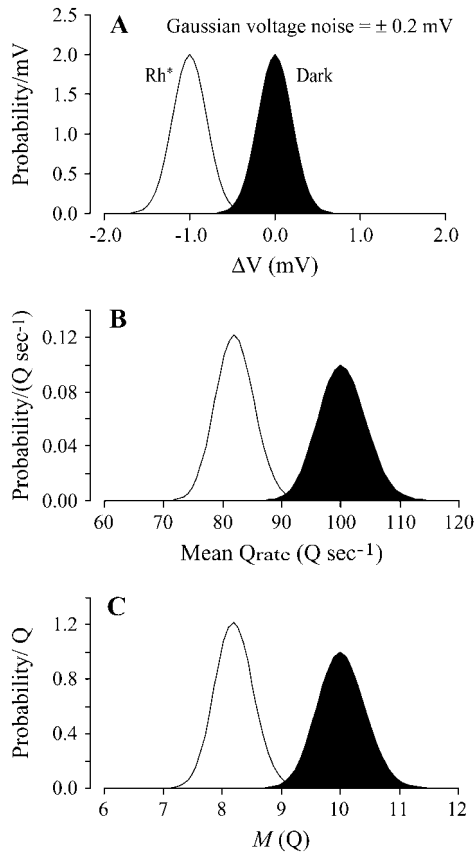 A Gaussian voltage noise = ± 0.2 mV
Rh* Dark
Probability/mV
2.5
2.0
1.5
1.0
0.5
0.0
-2.0 -1.0 0.0 1.0 2.0
ΔV (mV)
B
Probability/(Q sec⁻¹)
0.12
0.08
0.04
0.00
60 70 80 90 100 110 120
Mean Qrate (Q sec⁻¹)
C
Probability/ Q
1.2
0.8
0.4
0.0
6 7 8 9 10 11 12
M (Q)